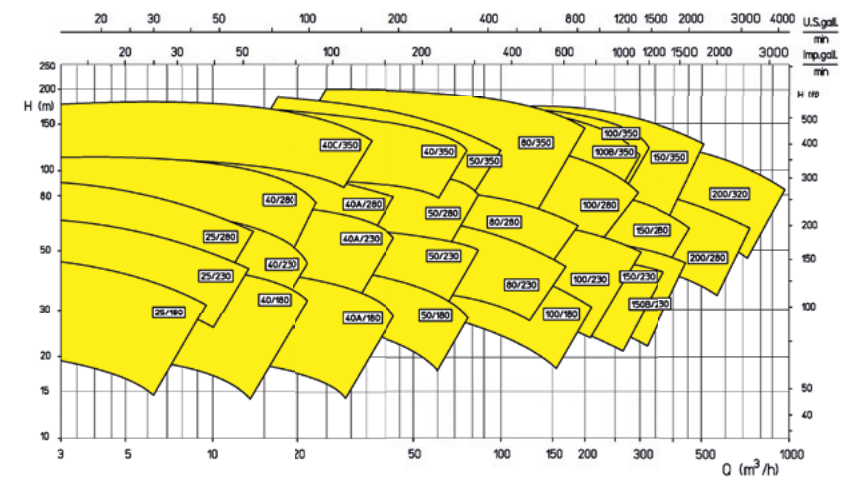 20 30 50 100 200 400 800 1200 1500 2000 3000 4000 U.S.gall.
min
20 30 40 50 100 200 400 600 1000 1200 1500 2000 3000 Imp.gall.
min
250
200
H (m)
150
100
80
50
30
20
15
10
H (ft)
500
400
300
200
150
100
50
40
40C/350
40/350
50/350
80/350
100/350
100B/350
150/350
200/320
40/280
40A/280
50/280
80/280
100/280
150/280
200/280
25/280
40A/230
50/230
25/230
40/230
80/230
100/230
150/230
150B/230
25/180
40/180
40A/180
50/180
100/180
3 5 10 20 50 100 150 200 300 500 1000
Q (m³/h)